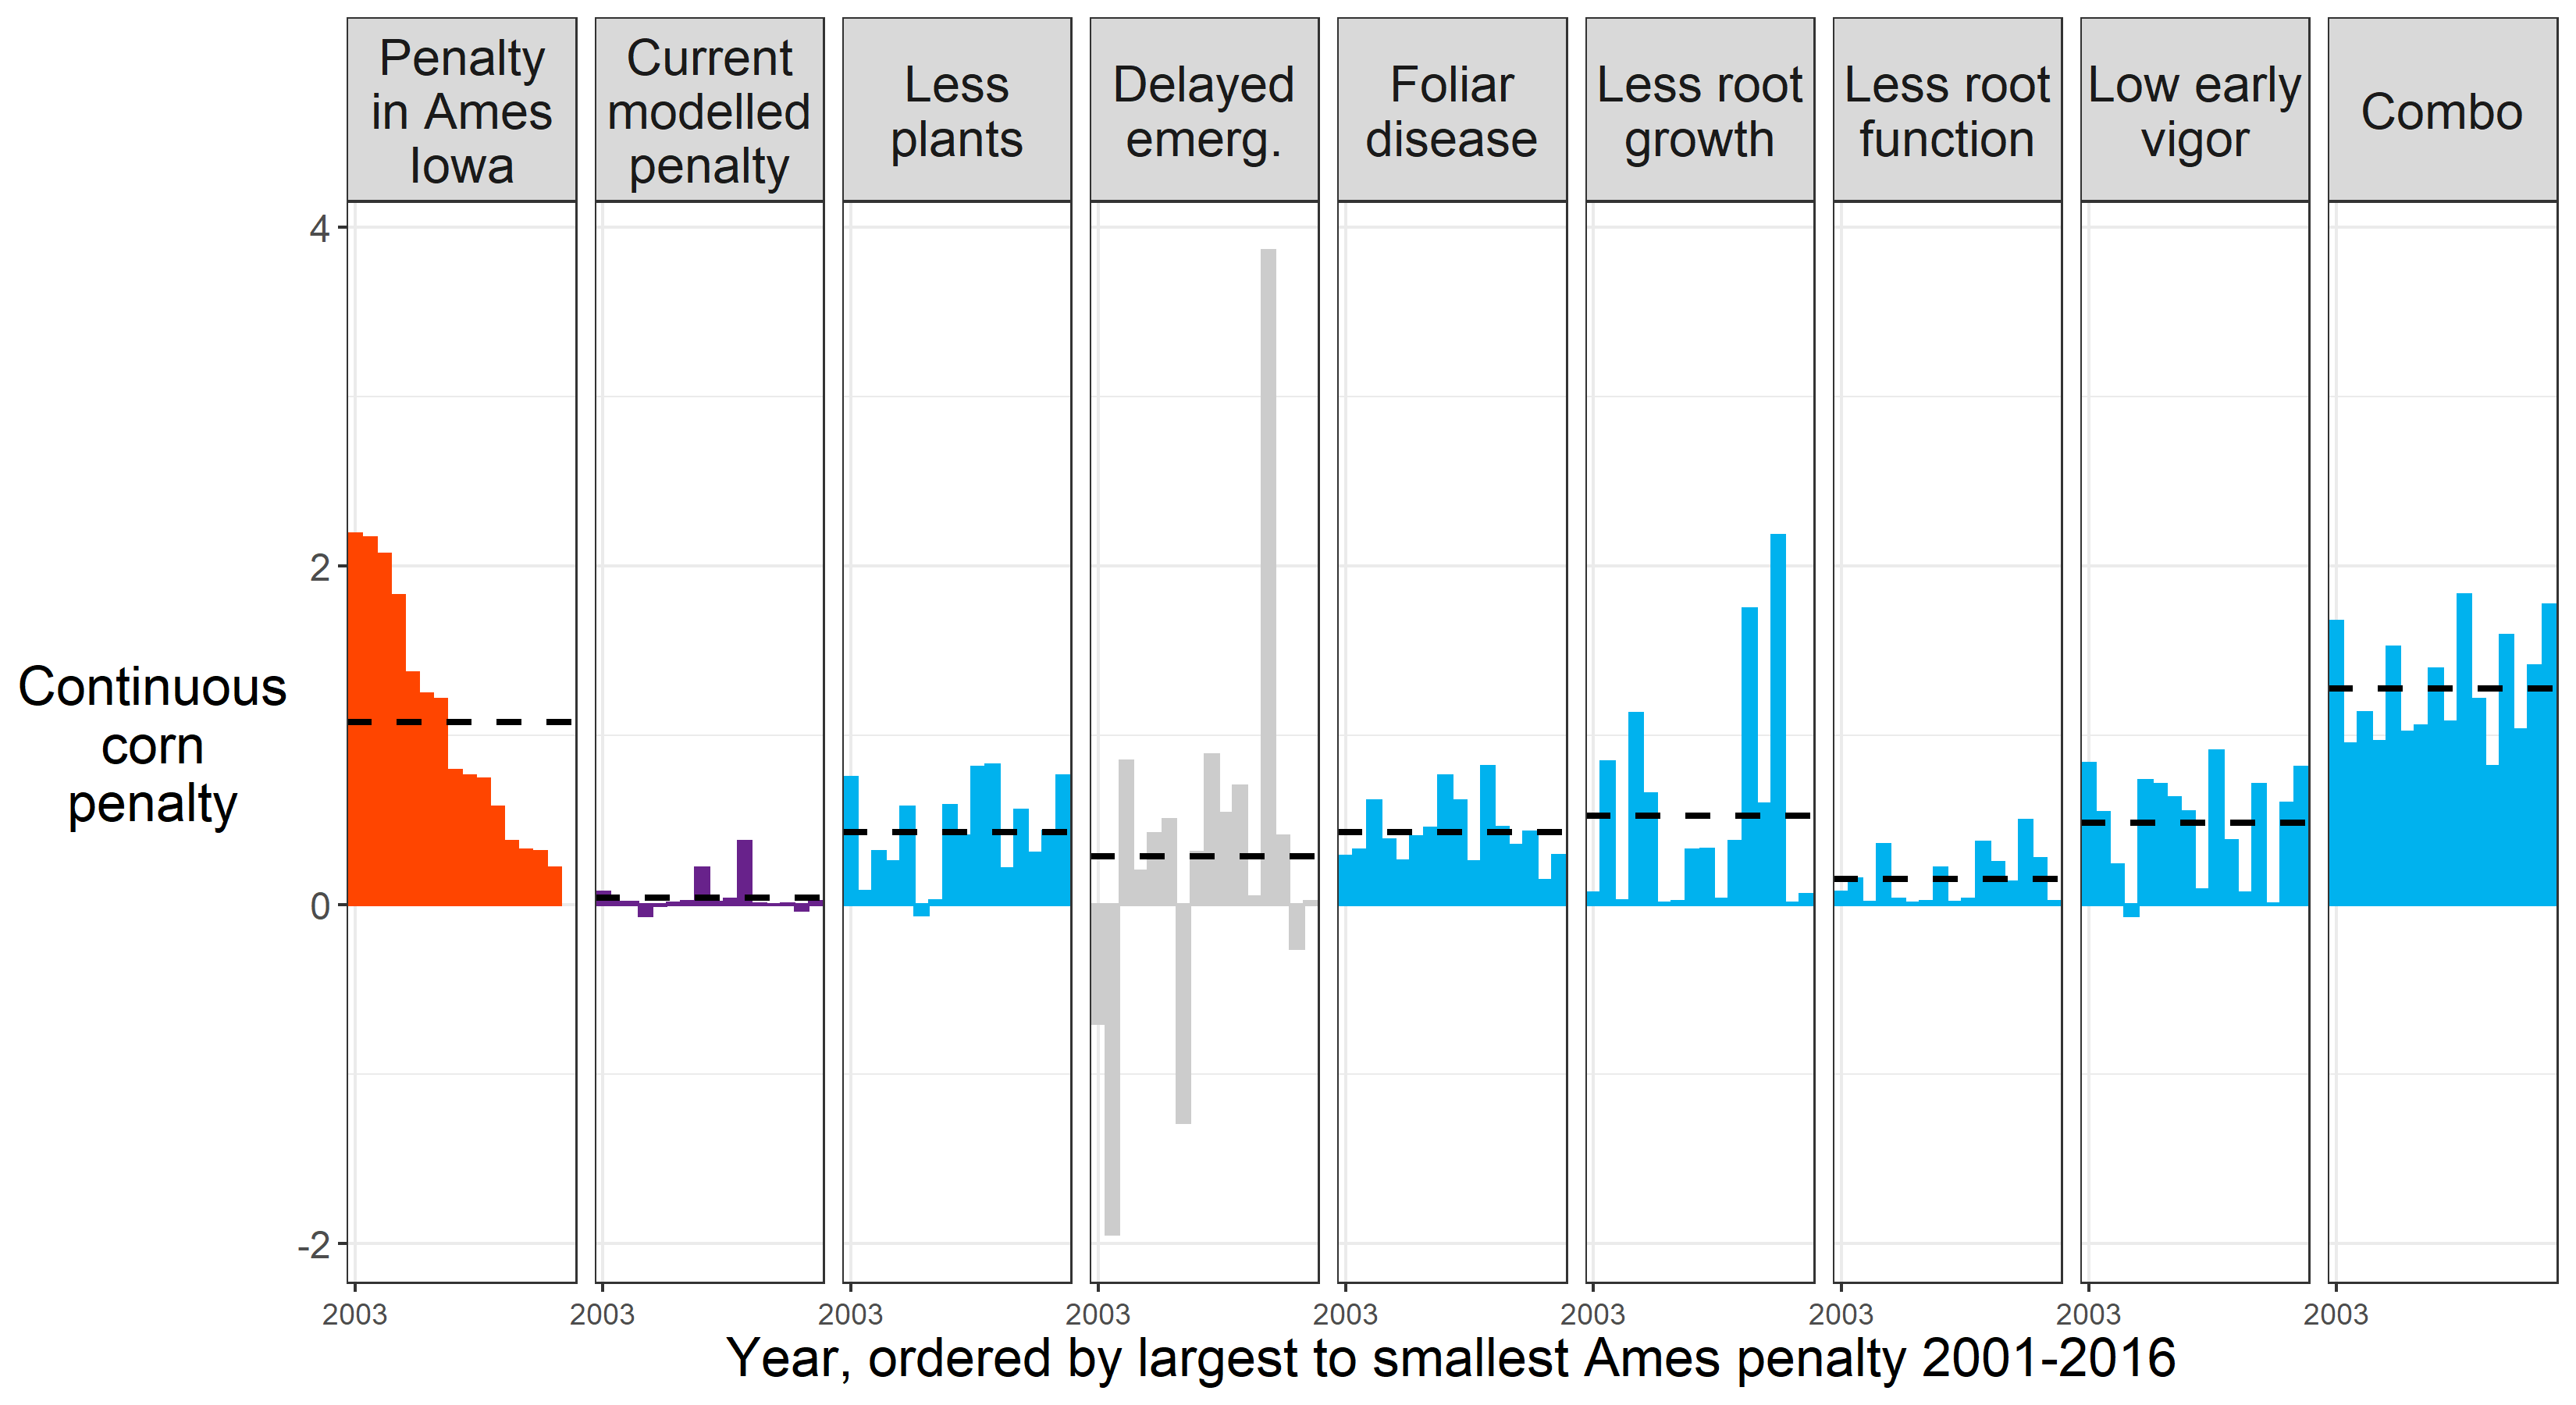 Penalty
in Ames
Iowa
Current
modelled
penalty
Less
plants
Delayed
emerg.
Foliar
disease
Less root
growth
Less root
function
Low early
vigor
Combo
4
2
0
-2
Continuous
corn
penalty
2003
2003
2003
2003
2003
2003
2003
2003
2003
Year, ordered by largest to smallest Ames penalty 2001-2016